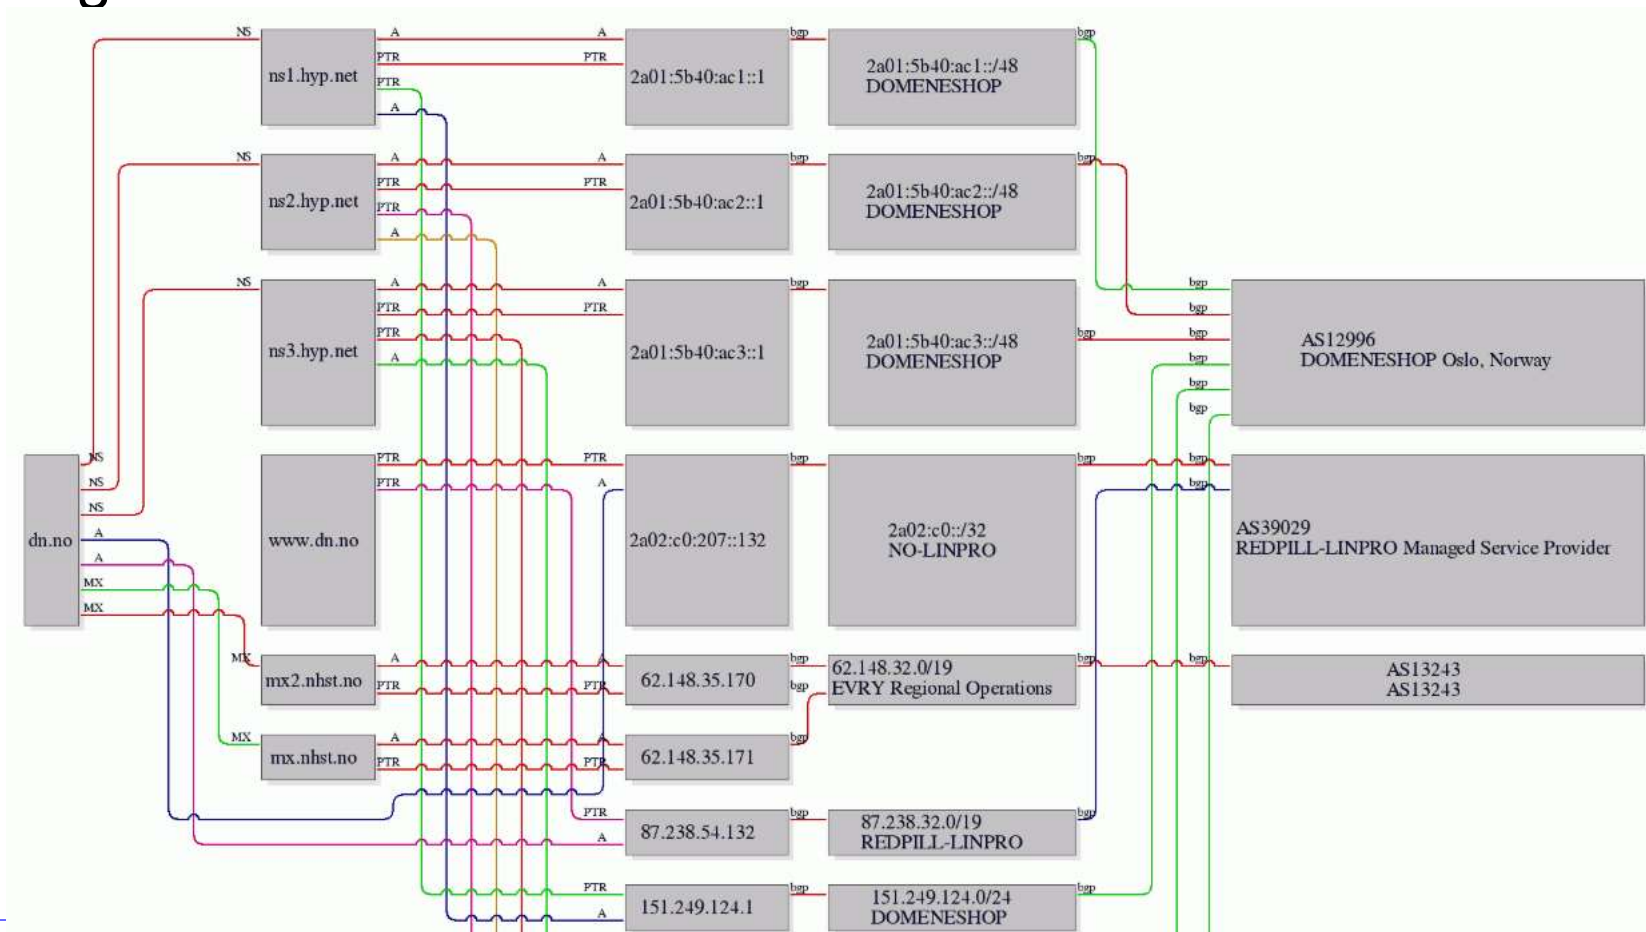 g
NS
A
A
bgp
bgp
ns1.hyp.net
PTR
PTR
2a01:5b40:ac1::1
2a01:5b40:ac1::/48
DOMENESHOP
PTR
A
NS
A
A
bgp
bgp
ns2.hyp.net
PTR
PTR
2a01:5b40:ac2::1
2a01:5b40:ac2::/48
DOMENESHOP
PTR
A
NS
A
A
bgp
bgp
ns3.hyp.net
PTR
PTR
bgp
2a01:5b40:ac3::1
2a01:5b40:ac3::/48
DOMENESHOP
PTR
bgp
bgp
AS12996
DOMENESHOP Oslo, Norway
A
bgp
bgp
bgp
NS
NS
NS
dn.no
A
A
MX
MX
PTR
PTR
bgp
bgp
bgp
PTR
A
bgp
www.dn.no
2a02:c0:207::132
2a02:c0::/32
NO-LINPRO
AS39029
REDPILL-LINPRO Managed Service Provider
MX
A
A
bgp
62.148.32.0/19
EVRY Regional Operations
bgp
bgp
AS13243
AS13243
mx2.nhst.no
62.148.35.170
PTR
PTR
bgp
MX
A
A
bgp
mx.nhst.no
62.148.35.171
PTR
PTR
PTR
bgp
87.238.32.0/19
REDPILL-LINPRO
bgp
87.238.54.132
A
PTR
bgp
151.249.124.0/24
DOMENESHOP
bgp
151.249.124.1
A